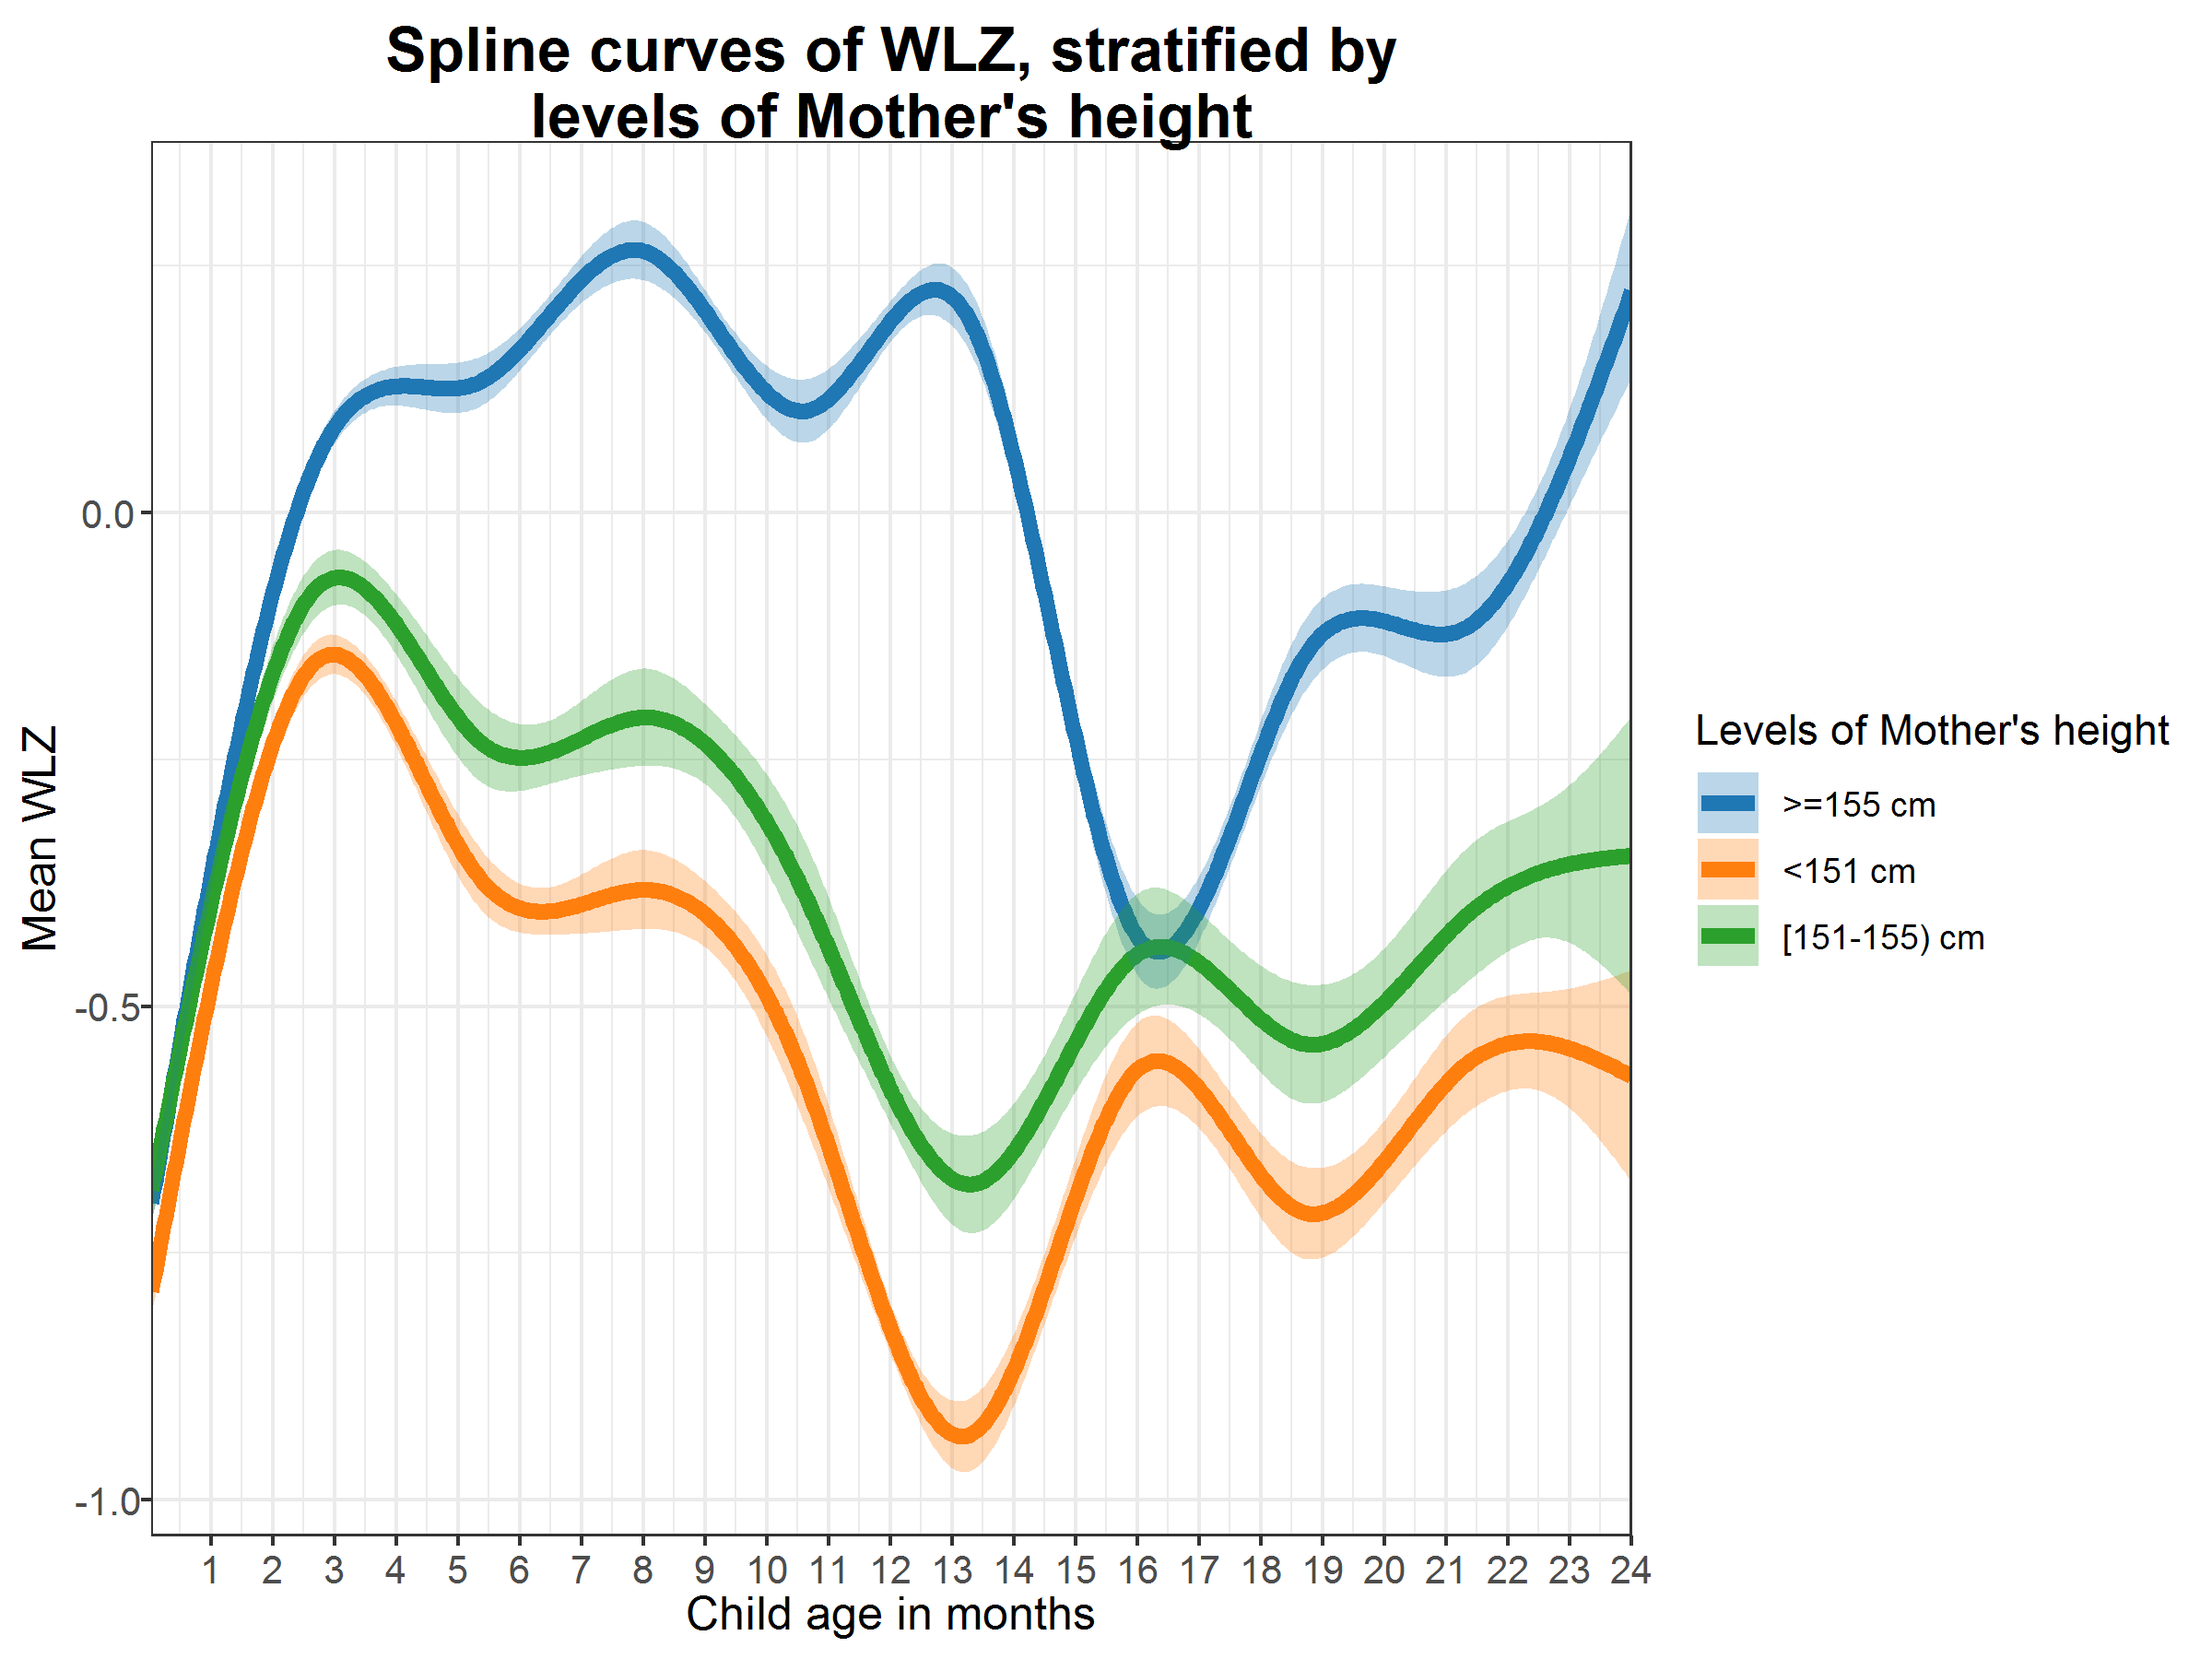 Spline curves of WLZ, stratified by
levels of Mother's height
Mean WLZ
0.0
-0.5
-1.0
1 2 3 4 5 6 7 8 9 10 11 12 13 14 15 16 17 18 19 20 21 22 23 24
Child age in months
Levels of Mother's height
>=155 cm
<151 cm
[151-155) cm